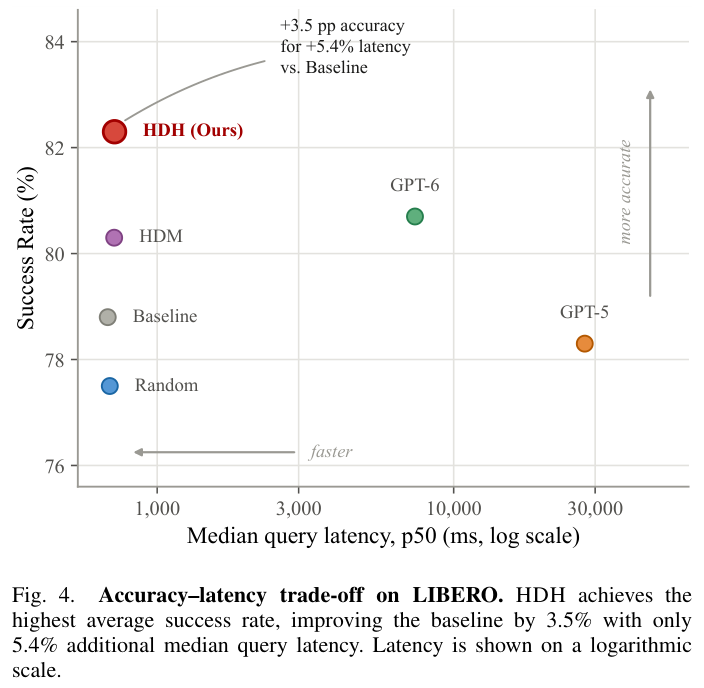 +3.5 pp accuracy
for +5.4% latency
vs. Baseline
84
HDH (Ours)
82
more accurate
GPT-6
HDM
80
GPT-5
Baseline
78
Random
76
faster
Success Rate (%)
1,000 3,000 10,000 30,000
Median query latency, p50 (ms, log scale)
Fig. 4. Accuracy–latency trade-off on LIBERO. HDH achieves the
highest average success rate, improving the baseline by 3.5% with only
5.4% additional median query latency. Latency is shown on a logarithmic
scale.